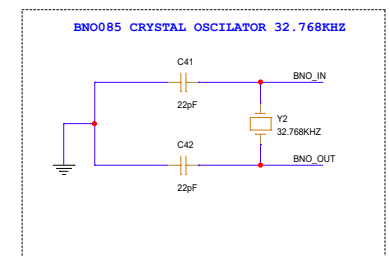 BNO085 CRYSTAL OSCILATOR 32.768KHZ
C41
22pF
BNO_IN
Y2
32.768KHZ
C42
22pF
BNO_OUT